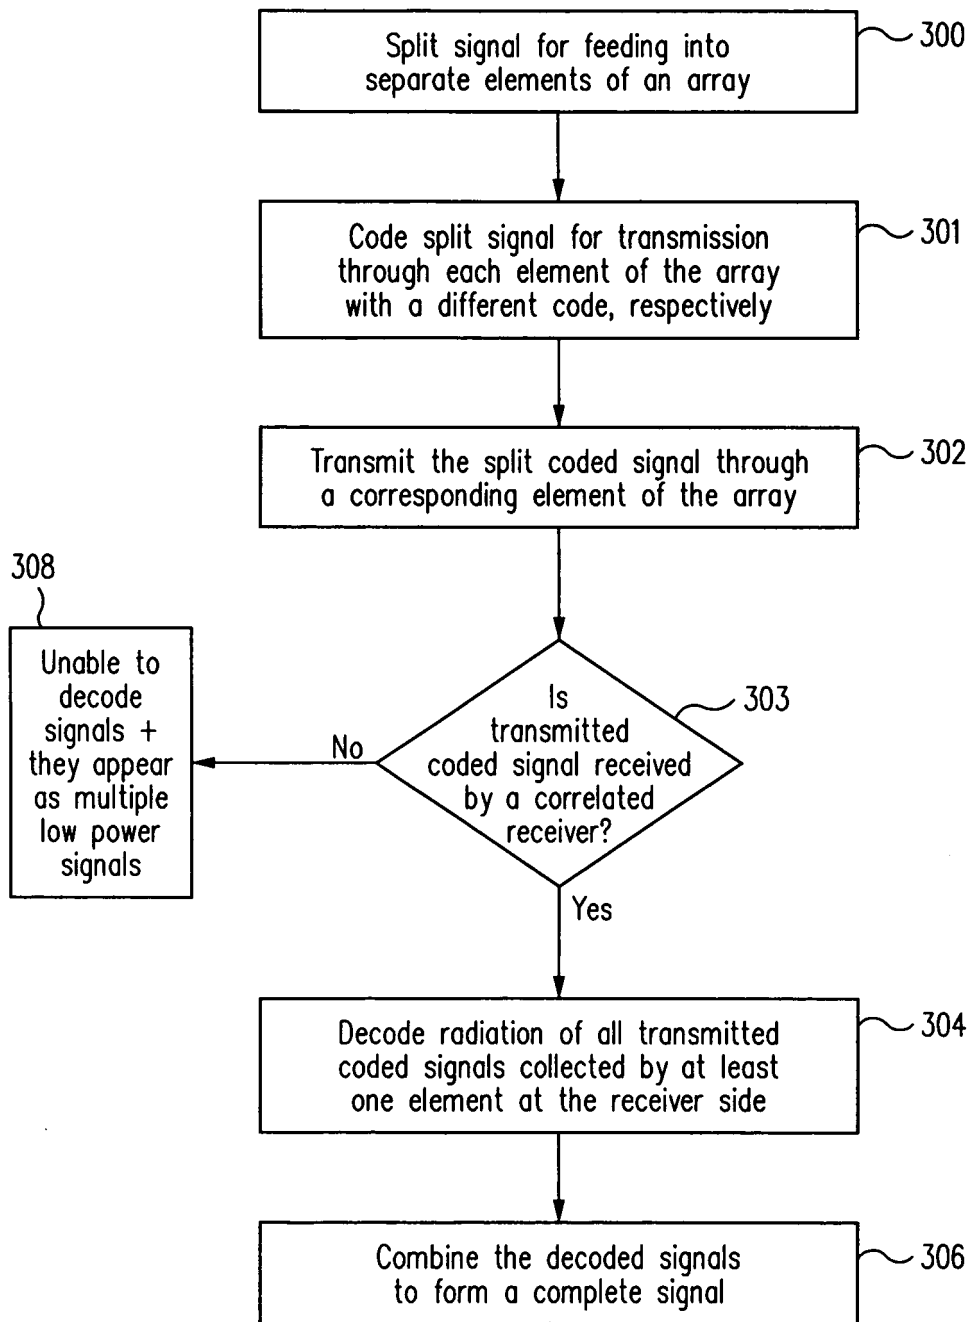 Split signal for feeding into
separate elements of an array
300
Code split signal for transmission
through each element of the array
with a different code, respectively
301
Transmit the split coded signal through
a corresponding element of the array
302
308
Unable to
decode
signals +
they appear
as multiple
low power
signals
No
Is
transmitted
coded signal received
by a correlated
receiver?
303
Yes
Decode radiation of all transmitted
coded signals collected by at least
one element at the receiver side
304
Combine the decoded signals
to form a complete signal
306